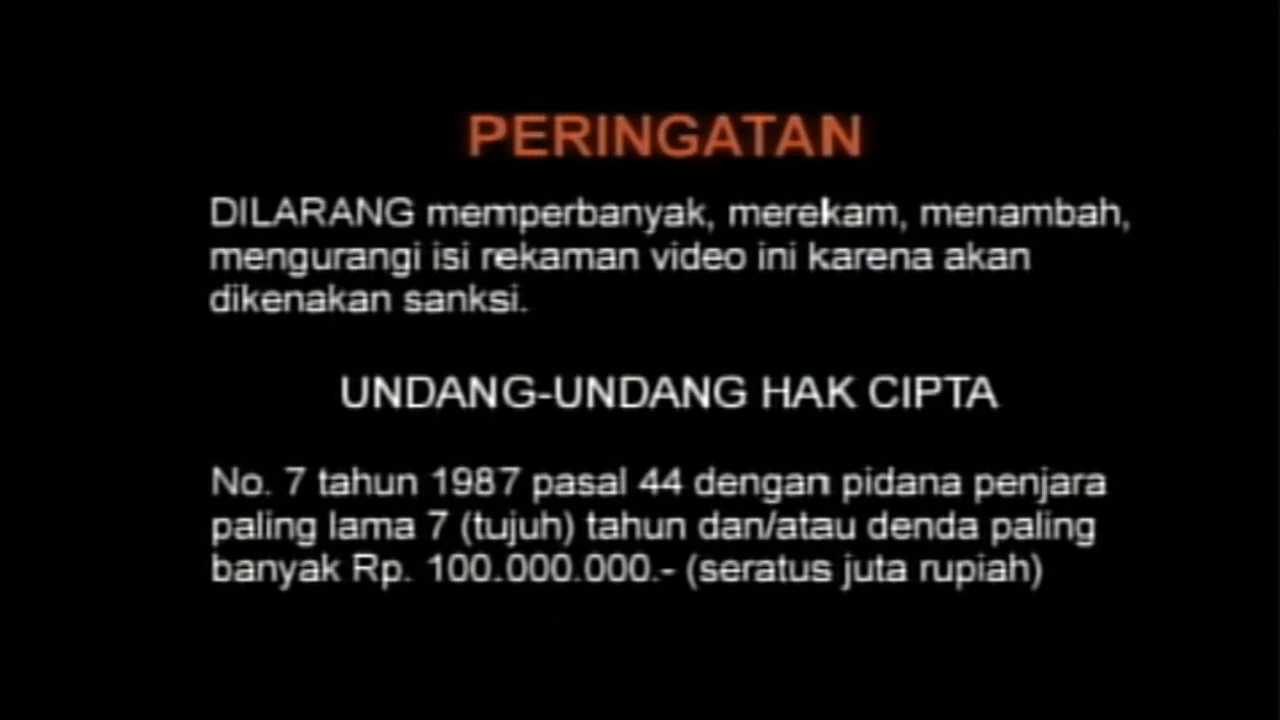 PERINGATAN
DILARANG memperbanyak, merekam, menambah,
mengurangi isi rekaman video ini karena akan
dikenakan sanksi.
UNDANG-UNDANG HAK CIPTA
No. 7 tahun 1987 pasal 44 dengan pidana penjara
paling lama 7 (tujuh) tahun dan/atau denda paling
banyak Rp. 100.000.000.- (seratus juta rupiah)